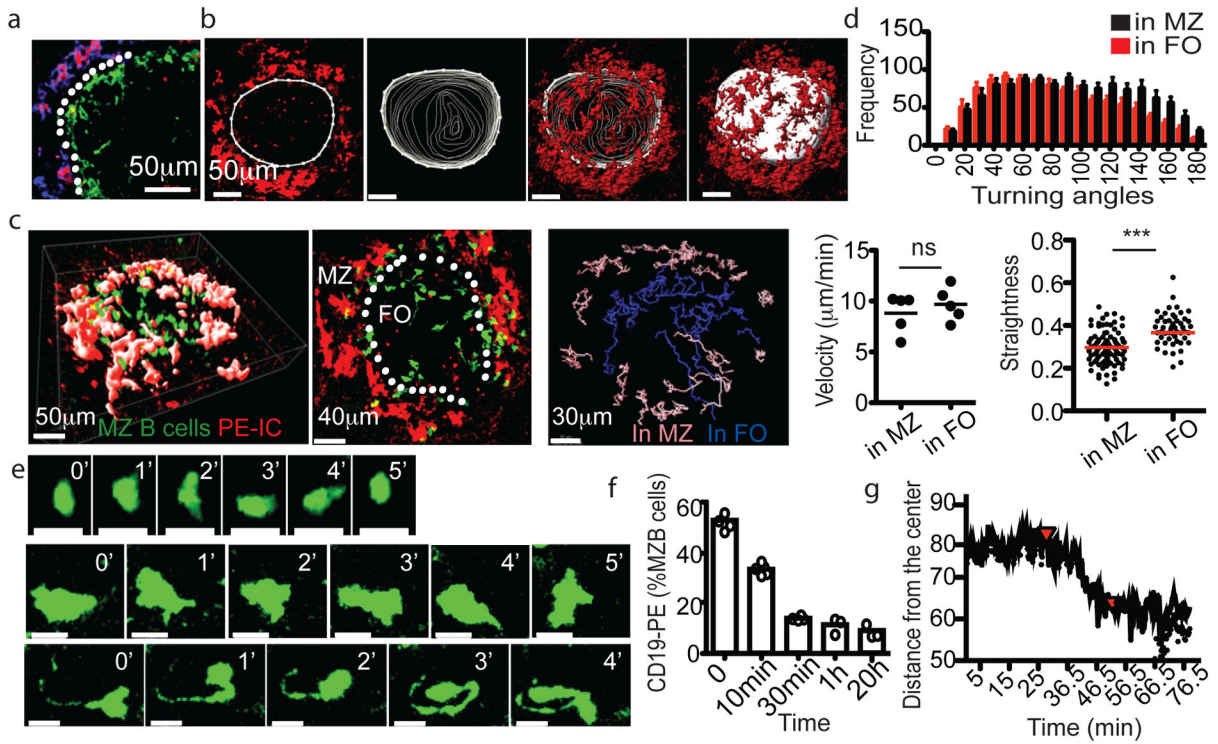 a
50μm
b
50μm
d
in MZ
in FO
Frequency
150
100
50
0
0
20
40
60
80
100
120
140
160
180
Turning angles
c
50μm
MZ B cells PE-IC
MZ
FO
40μm
30μm
In MZ In FO
Velocity (μm/min)
15
10
5
0
ns
in MZ
in FO
Straightness
0.8
0.6
0.4
0.2
0.0
***
in MZ
in FO
e
0' 1' 2' 3' 4' 5'
0' 1' 2' 3' 4' 5'
0' 1' 2' 3' 4'
f
CD19-PE (%MZB cells)
60
40
20
0
0
10min
30min
1h
20h
Time
g
Distance from the center
90
80
70
60
50
5
15
25
36.5
46.5
56.5
66.5
76.5
Time (min)